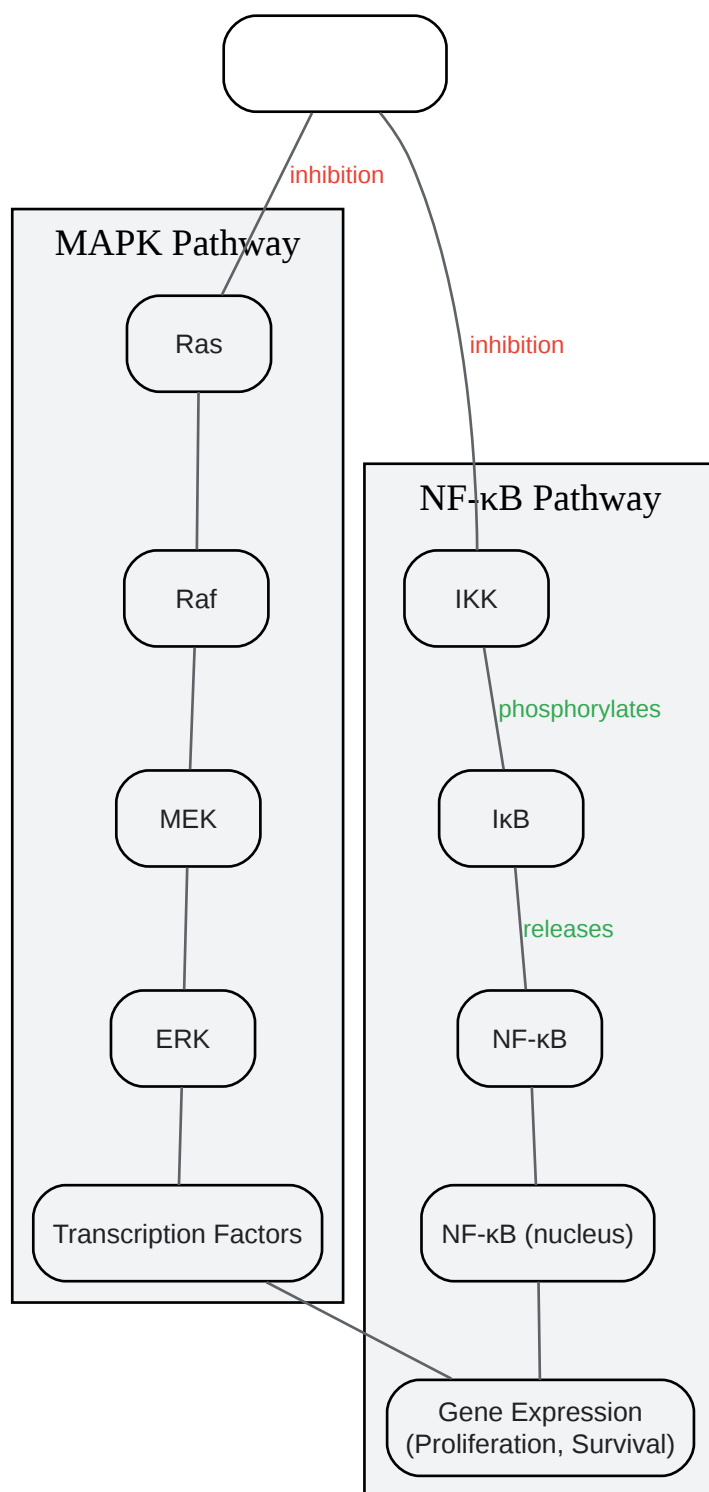 inhibition
MAPK Pathway
Ras
inhibition
NF-κB Pathway
Raf
IKK
phosphorylates
MEK
IκB
releases
ERK
NF-κB
Transcription Factors
NF-κB (nucleus)
Gene Expression
(Proliferation, Survival)